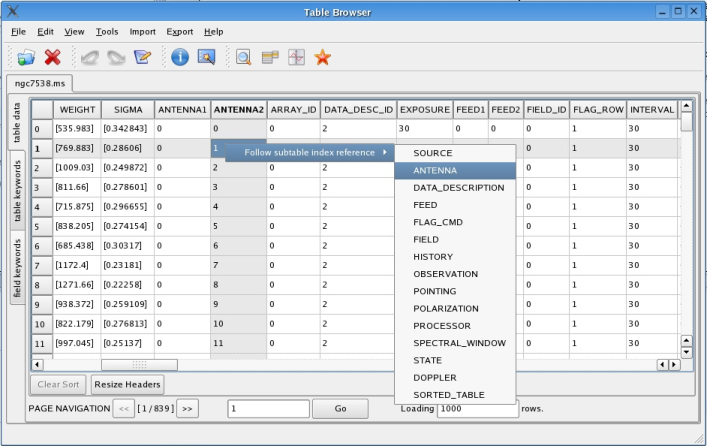 Table Browser
File Edit View Tools Import Export Help
ngc7538.ms
table data
table keywords
field keywords
WEIGHT SIGMA ANTENNA1 ANTENNA2 ARRAY_ID DATA_DESC_ID EXPOSURE FEED1 FEED2 FIELD_ID FLAG_ROW INTERVAL
0 [535.983] [0.342843] 0 0 0 2 30 0 0 0 1 30
1 [769.883] [0.28606] 0 1 Follow subtable index reference 0 1 30
2 [1009.03] [0.249872] 0 2 0 2 0 1 30
3 [811.66] [0.278601] 0 3 0 2 0 1 30
4 [715.875] [0.296655] 0 4 0 2 0 1 30
5 [838.205] [0.274154] 0 5 0 2 0 1 30
6 [685.438] [0.30317] 0 6 0 2 0 1 30
7 [1172.4] [0.23181] 0 7 0 2 0 1 30
8 [1271.66] [0.22258] 0 8 0 2 0 1 30
9 [938.372] [0.259109] 0 9 0 2 0 1 30
10 [822.179] [0.276813] 0 10 0 2 0 1 30
11 [997.045] [0.25137] 0 11 0 2 0 1 30
SOURCE
ANTENNA
DATA_DESCRIPTION
FEED
FLAG_CMD
FIELD
HISTORY
OBSERVATION
POINTING
POLARIZATION
PROCESSOR
SPECTRAL_WINDOW
STATE
DOPPLER
SORTED_TABLE
Clear Sort Resize Headers
PAGE NAVIGATION << [1/839] >> 1 Go Loading 1000 rows.